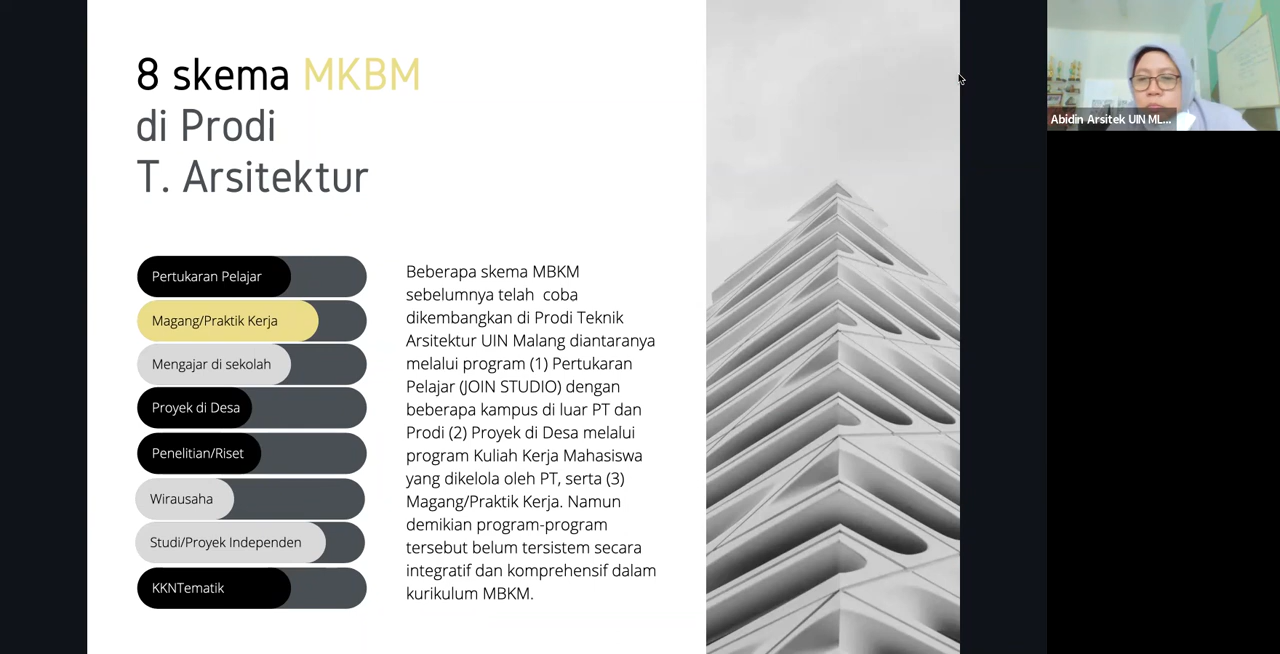 8 skema MKBM
di Prodi
T. Arsitektur
Pertukaran Pelajar
Magang/Praktik Kerja
Mengajar di sekolah
Proyek di Desa
Penelitian/Riset
Wirausaha
Studi/Proyek Independen
KKNTematik
Beberapa skema MBKM
sebelumnya telah  coba
dikembangkan di Prodi Teknik
Arsitektur UIN Malang diantaranya
melalui program (1) Pertukaran
Pelajar (JOIN STUDIO) dengan
beberapa kampus di luar PT dan
Prodi (2) Proyek di Desa melalui
program Kuliah Kerja Mahasiswa
yang dikelola oleh PT, serta (3)
Magang/Praktik Kerja. Namun
demikian program-program
tersebut belum tersistem secara
integratif dan komprehensif dalam
kurikulum MBKM.
Abidin Arsitek UIN ML...